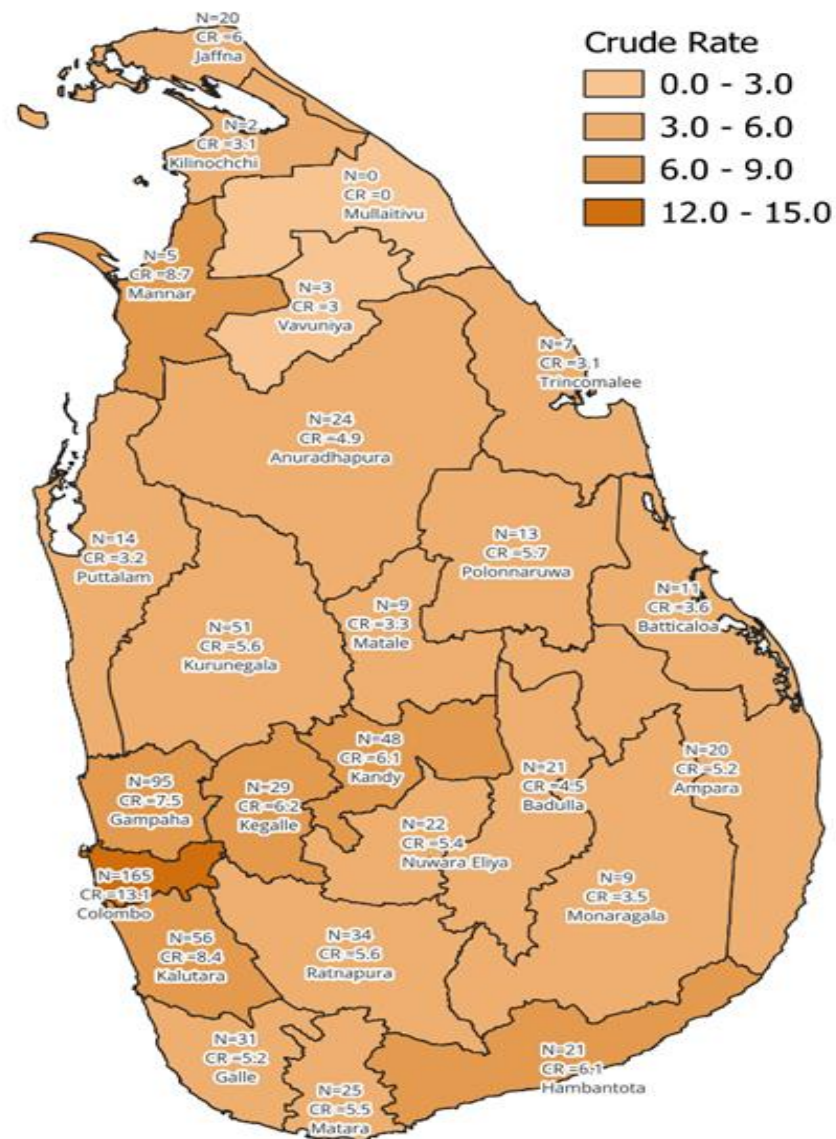 N=20
CR =6
Jaffna
Crude Rate
0.0 - 3.0
3.0 - 6.0
6.0 - 9.0
12.0 - 15.0
N=2
CR =3.1
Kilinochchi
N=0
CR =0
Mullaitivu
N=5
CR =8.7
Mannar
N=3
CR =3
Vavuniya
N=7
CR =3.1
Trincomalee
N=24
CR =4.9
Anuradhapura
N=14
CR =3.2
Puttalam
N=13
CR =5.7
Polonnaruwa
N=11
CR =3.6
Batticaloa
N=9
CR =3.3
Matale
N=51
CR =5.6
Kurunegala
N=48
CR =6.1
Kandy
N=20
CR =5.2
Ampara
N=21
CR =4.5
Badulla
N=95
CR =7.5
Gampaha
N=29
CR =6.2
Kegalle
N=22
CR =5.4
Nuwara Eliya
N=165
CR =13.1
Colombo
N=9
CR =3.5
Monaragala
N=56
CR =8.4
Kalutara
N=34
CR =5.6
Ratnapura
N=31
CR =5.2
Galle
N=21
CR =6.1
Hambantota
N=25
CR =5.5
Matara